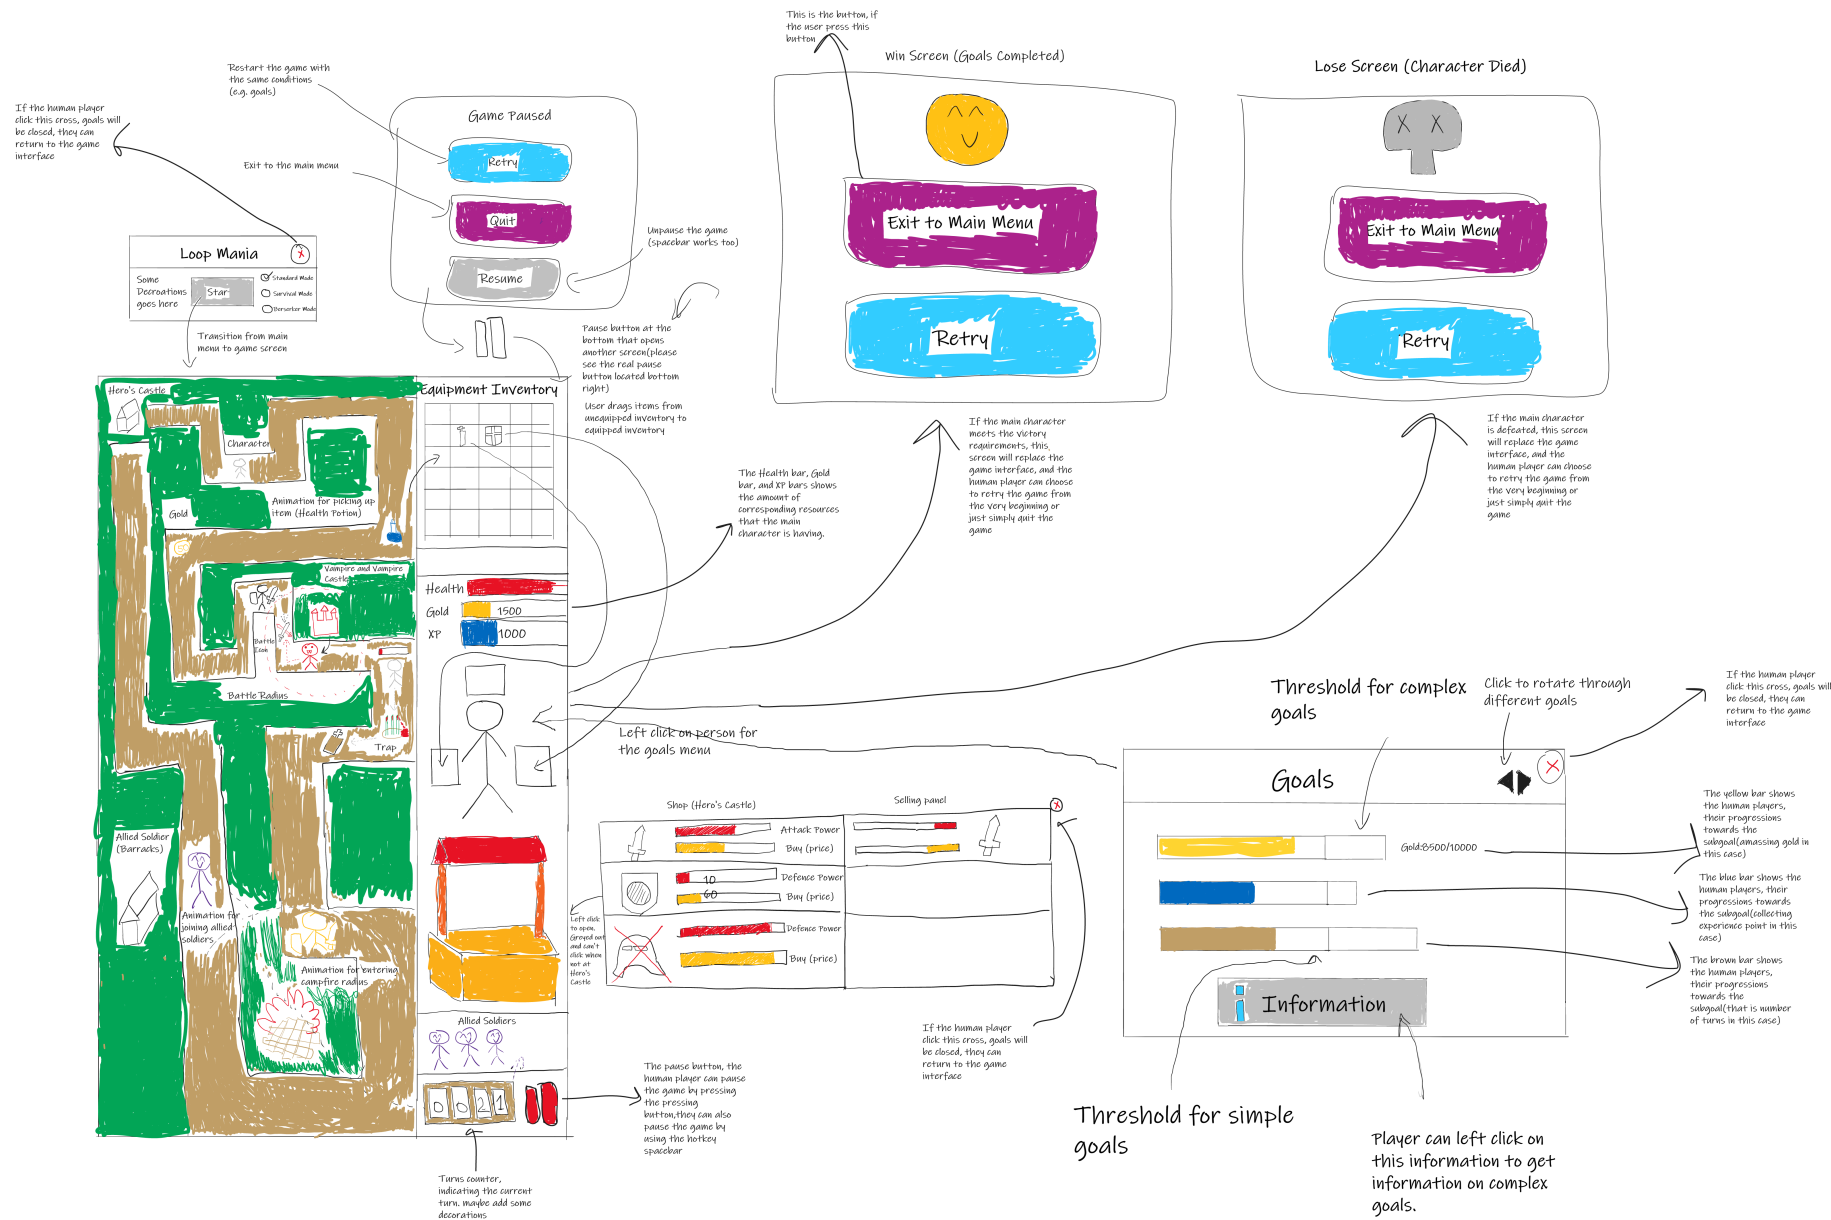 This is the button, if
the user press this
button
Win Screen (Goals Completed)
Lose Screen (Character Died)
Restart the game with
the same conditions
(e.g. goals)
If the human player
click this cross, goals will
be closed, they can
return to the game
interface
Game Paused
Retry
Exit to the main menu
Quit
Unpause the game
(spacebar works too)
Resume
Exit to Main Menu
Retry
Exit to Main Menu
Retry
Loop Mania
X
Some
Decroations
goes here
Star
Standard Mode
Survival Mode
Berserker Mode
Transition from main
menu to game screen
Pause button at the
bottom that opens
another screen(please
see the real pause
button located bottom
right)
User drags items from
unequipped inventory to
equipped inventory
If the main character
meets the victory
requirements, this
screen will replace the
game interface, and the
human player can choose
to retry the game from
the very beginning or
just simply quit the
game
If the main character
is defeated, this screen
will replace the game
interface, and the
human player can choose
to retry the game from
the very beginning or
just simply quit the
game
Hero's Castle
Character
Gold
Animation for picking up
item (Health Potion)
Vampire and Vampire
Castle
Battle
Icon
Battle Radius
Trap
Allied Soldier
(Barracks)
Animation for
joining allied
soldiers
Animation for entering
campfire radius
Equipment Inventory
Health
Gold
1500
XP
1000
The Health bar, Gold
bar, and XP bars shows
the amount of
corresponding resources
that the main
character is having.
Left click on person for
the goals menu
Shop (Hero's Castle)
Selling panel
X
Attack Power
Buy (price)
10
Defence Power
60
Buy (price)
Defence Power
Buy (price)
Left click
to open.
Greyed out
and can't
click when
not at
Hero's
Castle
If the human player
click this cross, goals will
be closed, they can
return to the game
interface
Allied Soldiers
0 0 2 1
The pause button, the
human player can pause
the game by pressing
the pressing
button,they can also
pause the game by
using the hotkey
spacebar
Turns counter,
indicating the current
turn. maybe add some
decorations
Threshold for complex
goals
Click to rotate through
different goals
If the human player
click this cross, goals will
be closed, they can
return to the game
interface
Goals
X
Gold:8500/10000
Information
The yellow bar shows
the human players,
their progressions
towards the
subgoal(amassing gold in
this case)
The blue bar shows the
human players, their
progressions towards
the subgoal(collecting
experience point in this
case)
The brown bar shows
the human players,
their progressions
towards the
subgoal(that is number
of turns in this case)
Threshold for simple
goals
Player can left click on
this information to get
information on complex
goals.